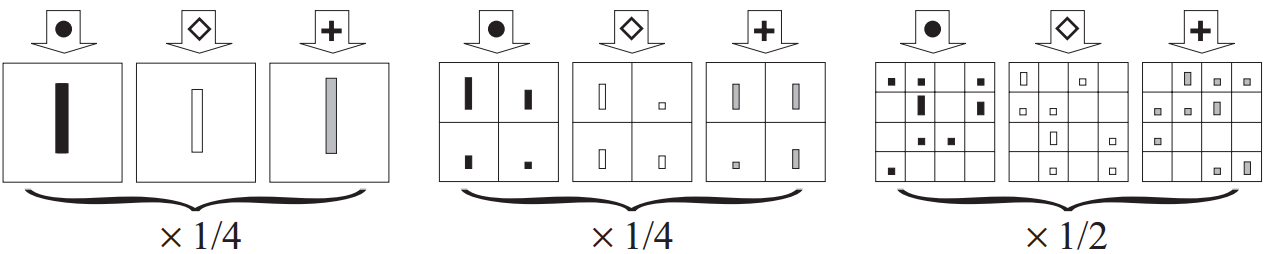 × 1/4 × 1/4 × 1/2